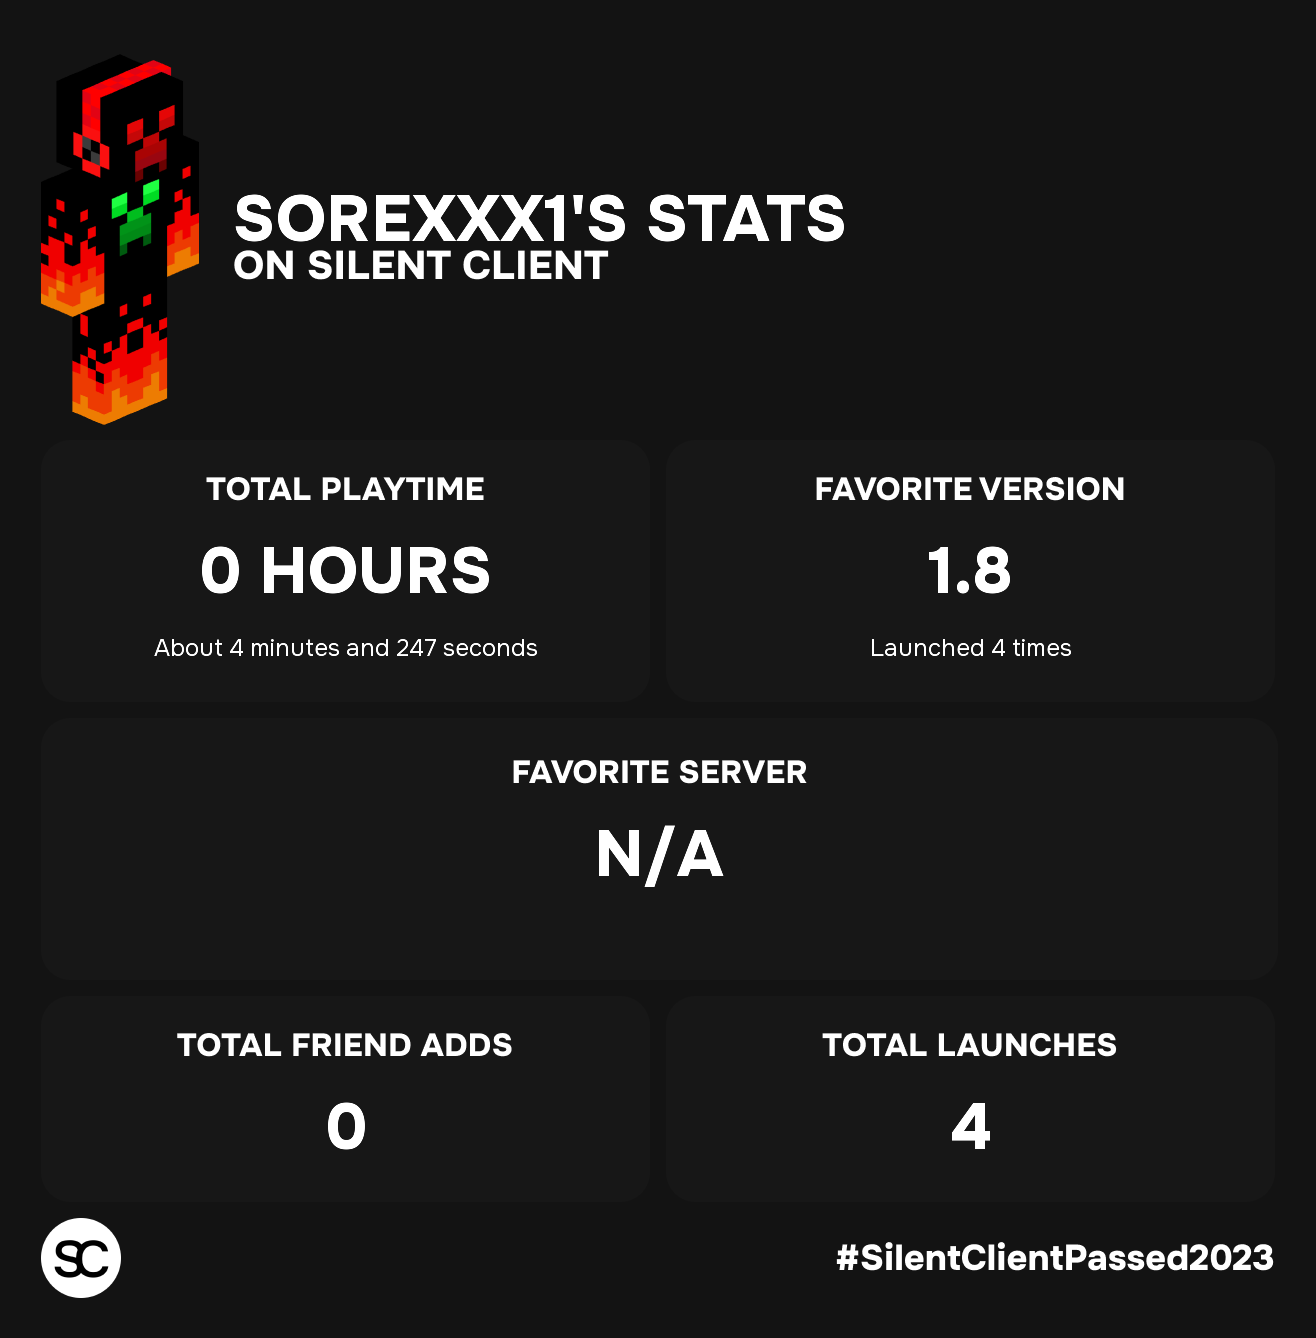 SOREXXX1'S STATS
ON SILENT CLIENT
TOTAL PLAYTIME
0 HOURS
About 4 minutes and 247 seconds
FAVORITE VERSION
1.8
Launched 4 times
FAVORITE SERVER
N/A
TOTAL FRIEND ADDS
0
TOTAL LAUNCHES
4
SC
#SilentClientPassed2023